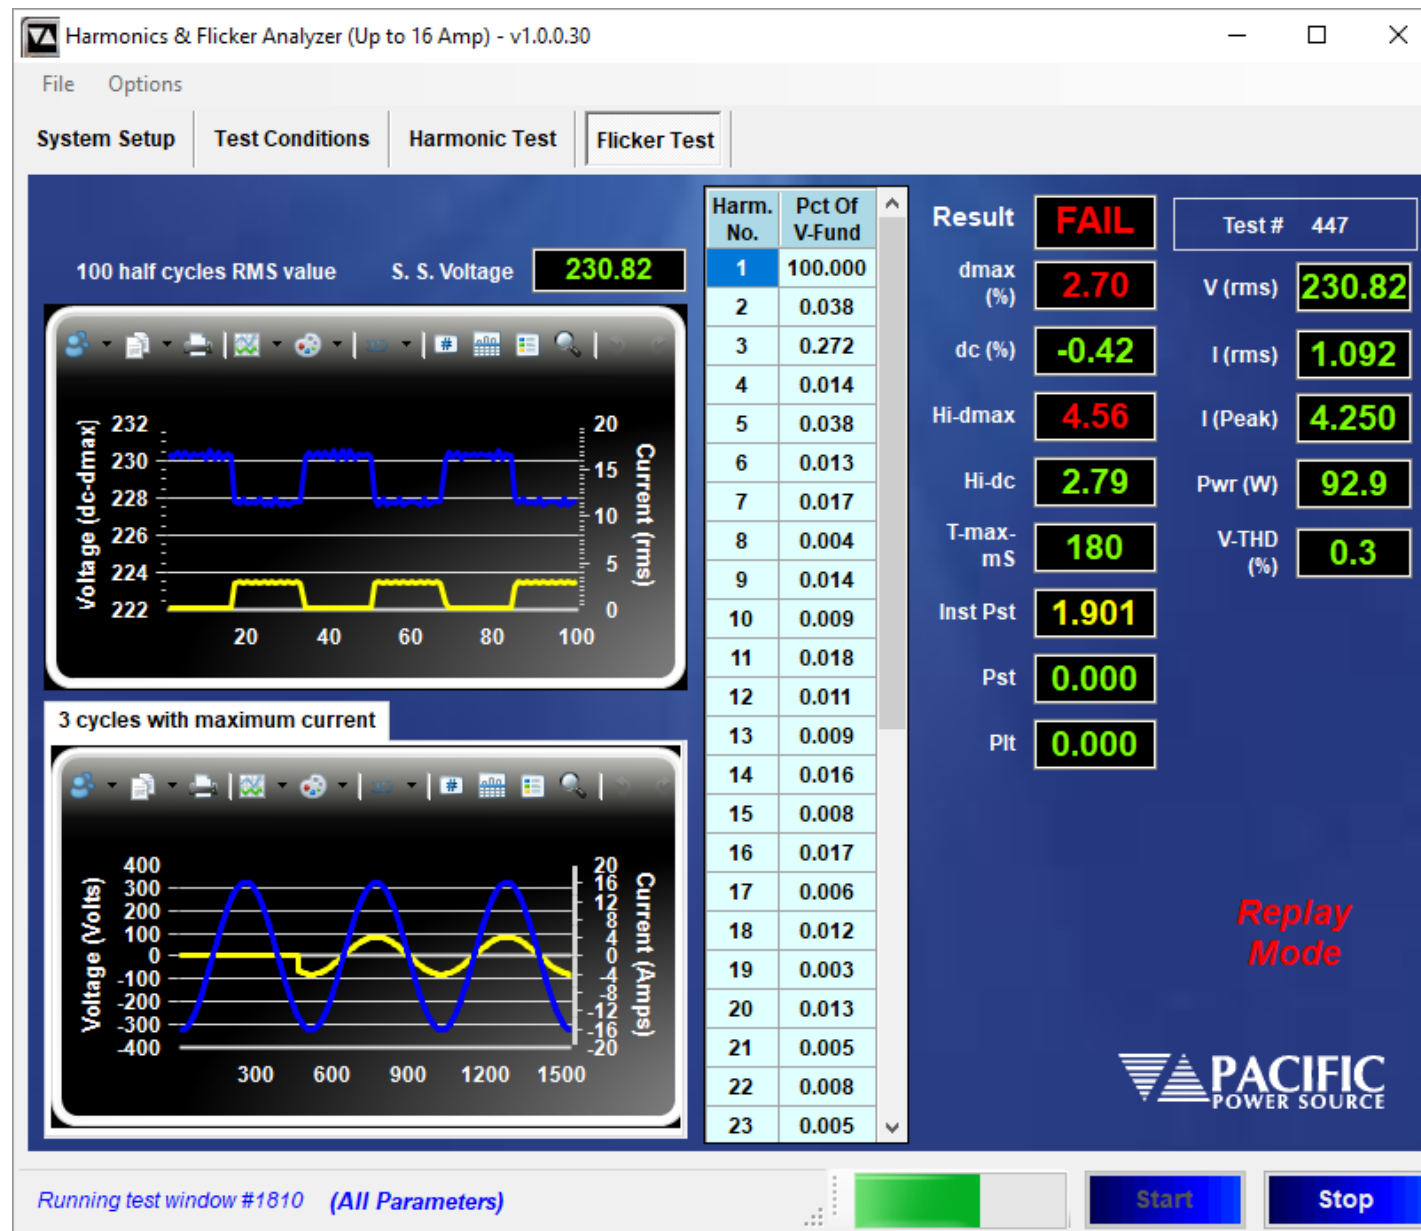 Harmonics & Flicker Analyzer (Up to 16 Amp) - v1.0.0.30
File Options
System Setup Test Conditions Harmonic Test Flicker Test
100 half cycles RMS value S. S. Voltage 230.82
Voltage (dc-dmax)
232
230
228
226
224
222
20
15
10
5
0
Current (rms)
20 40 60 80 100
3 cycles with maximum current
Voltage (Volts)
400
300
200
100
0
-100
-200
-300
-400
20
16
12
8
4
0
-4
-8
-12
-16
-20
Current (Amps)
300 600 900 1200 1500
Harm. No. Pct Of V-Fund
1 100.000
2 0.038
3 0.272
4 0.014
5 0.038
6 0.013
7 0.017
8 0.004
9 0.014
10 0.009
11 0.018
12 0.011
13 0.009
14 0.016
15 0.008
16 0.017
17 0.006
18 0.012
19 0.003
20 0.013
21 0.005
22 0.008
23 0.005
Result FAIL
dmax (%) 2.70
dc (%) -0.42
Hi-dmax 4.56
Hi-dc 2.79
T-max-mS 180
Inst Pst 1.901
Pst 0.000
Plt 0.000
Test # 447
V (rms) 230.82
I (rms) 1.092
I (Peak) 4.250
Pwr (W) 92.9
V-THD (%) 0.3
Replay
Mode
PACIFIC
POWER SOURCE
Running test window #1810 (All Parameters)
Start Stop